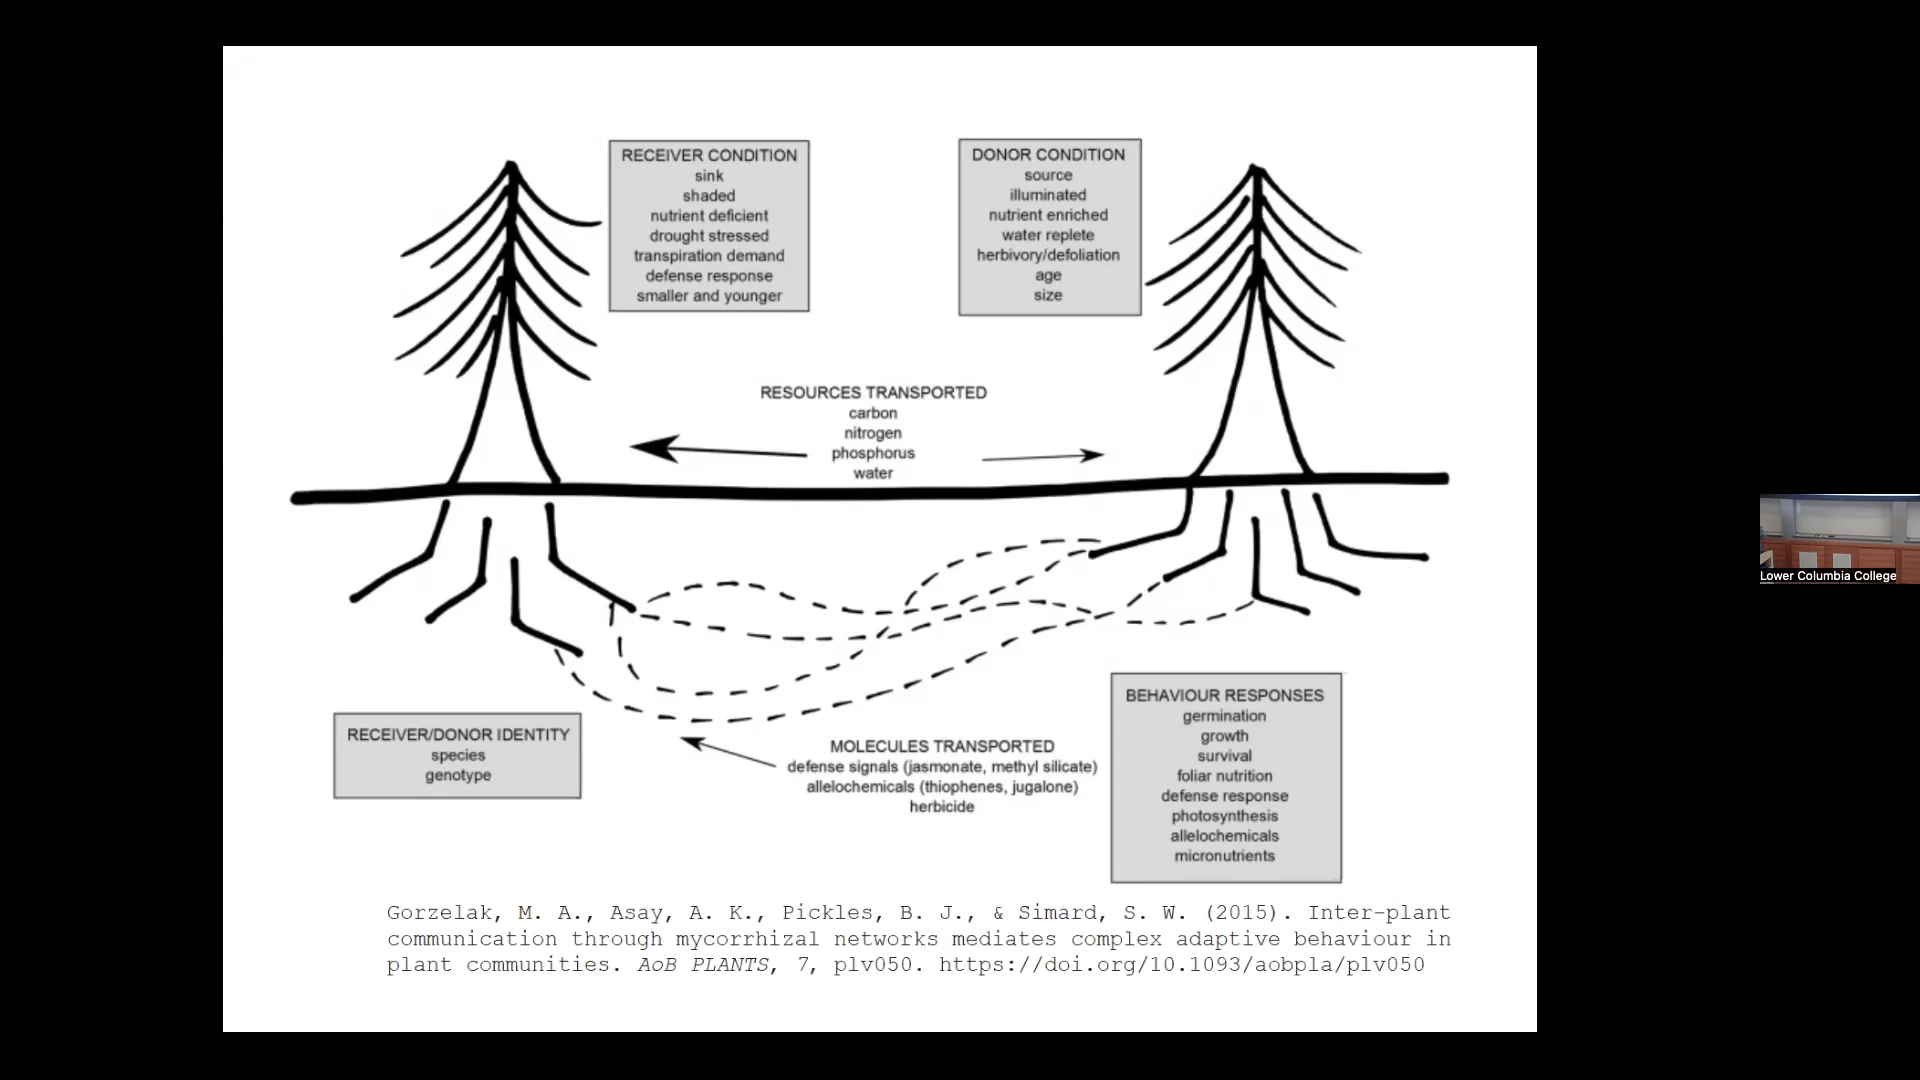 RECEIVER CONDITION
sink
shaded
nutrient deficient
drought stressed
transpiration demand
defense response
smaller and younger
DONOR CONDITION
source
illuminated
nutrient enriched
water replete
herbivory/defoliation
age
size
RESOURCES TRANSPORTED
carbon
nitrogen
phosphorus
water
RECEIVER/DONOR IDENTITY
species
genotype
MOLECULES TRANSPORTED
defense signals (jasmonate, methyl silicate)
allelochemicals (thiophenes, jugalone)
herbicide
BEHAVIOUR RESPONSES
germination
growth
survival
foliar nutrition
defense response
photosynthesis
allelochemicals
micronutrients
Gorzelak, M. A., Asay, A. K., Pickles, B. J., & Simard, S. W. (2015). Inter-plant
communication through mycorrhizal networks mediates complex adaptive behaviour in
plant communities. AoB PLANTS, 7, plv050. https://doi.org/10.1093/aobpla/plv050
Lower Columbia College